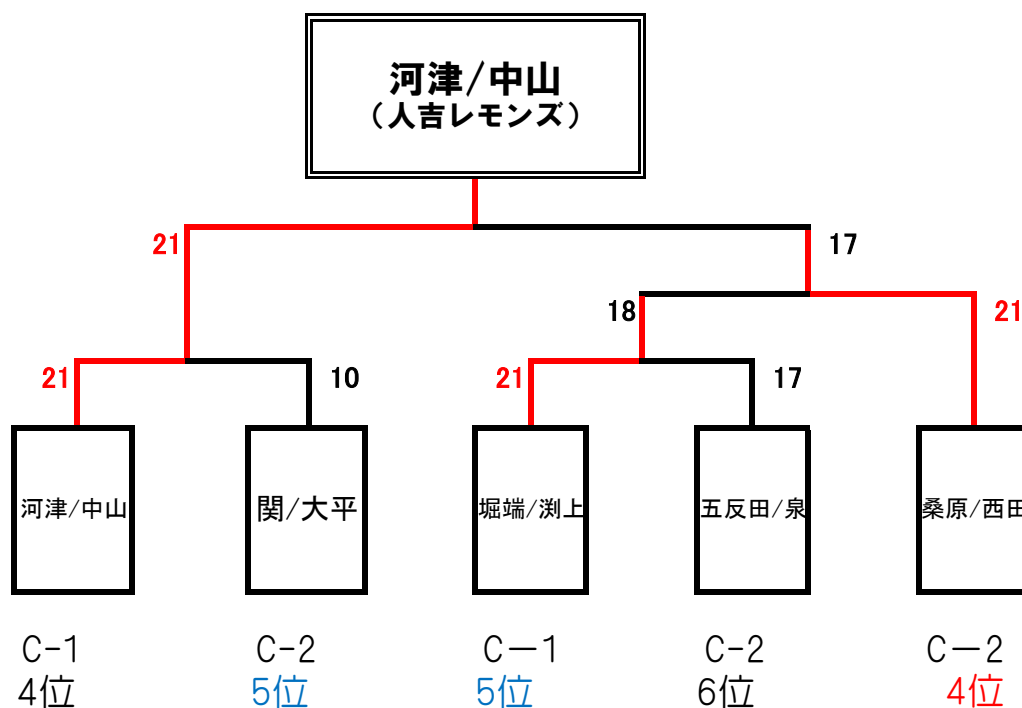 河津/中山
（人吉レモンズ）
21
17
18
21
21
10
21
17
河津/中山
関/大平
堀端/渕上
五反田/泉
桑原/西田
C-1
C-2
C－1
C-2
C－2
4位
5位
5位
6位
4位